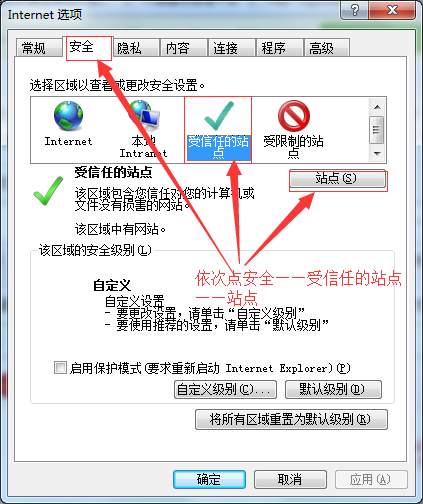 Internet 选项
常规 安全 隐私 内容 连接 程序 高级
选择区域以查看或更改安全设置。
Internet 本地 Intranet 受信任的站点 受限制的站点
受信任的站点
站点(S)
该区域包含您信任对您的计算机或
文件没有损害的网站。
该区域中有网站。
该区域的安全级别(L)
依次点安全——受信任的站点
——站点
自定义
自定义设置
- 要更改设置，请单击“自定义级别”
- 要使用推荐的设置，请单击“默认级别”
启用保护模式(要求重新启动 Internet Explorer)(P)
自定义级别(C)... 默认级别(D)
将所有区域重置为默认级别(R)
确定 取消 应用(A)